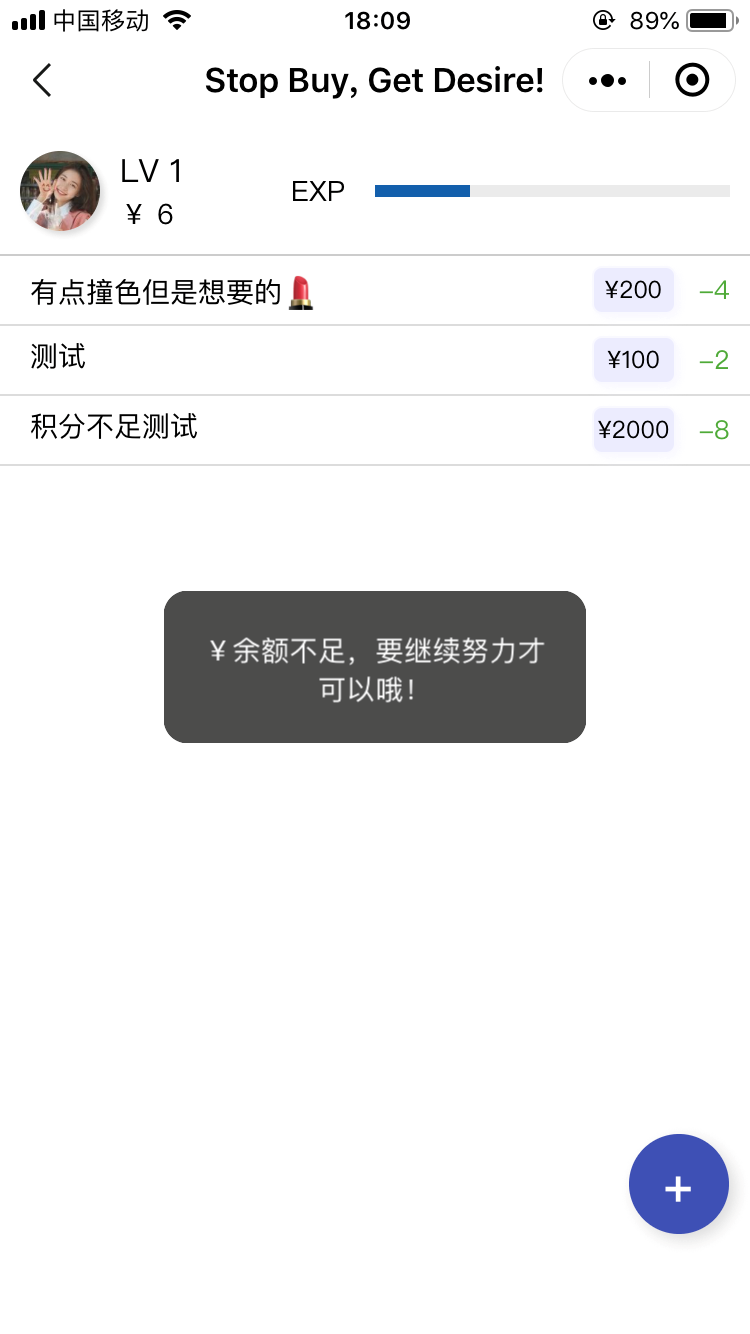 中国移动 18:09 89%
Stop Buy, Get Desire!
LV 1
¥ 6
EXP
有点撞色但是想要的💄 ¥200 -4
测试 ¥100 -2
积分不足测试 ¥2000 -8
¥余额不足，要继续努力才
可以哦！
+